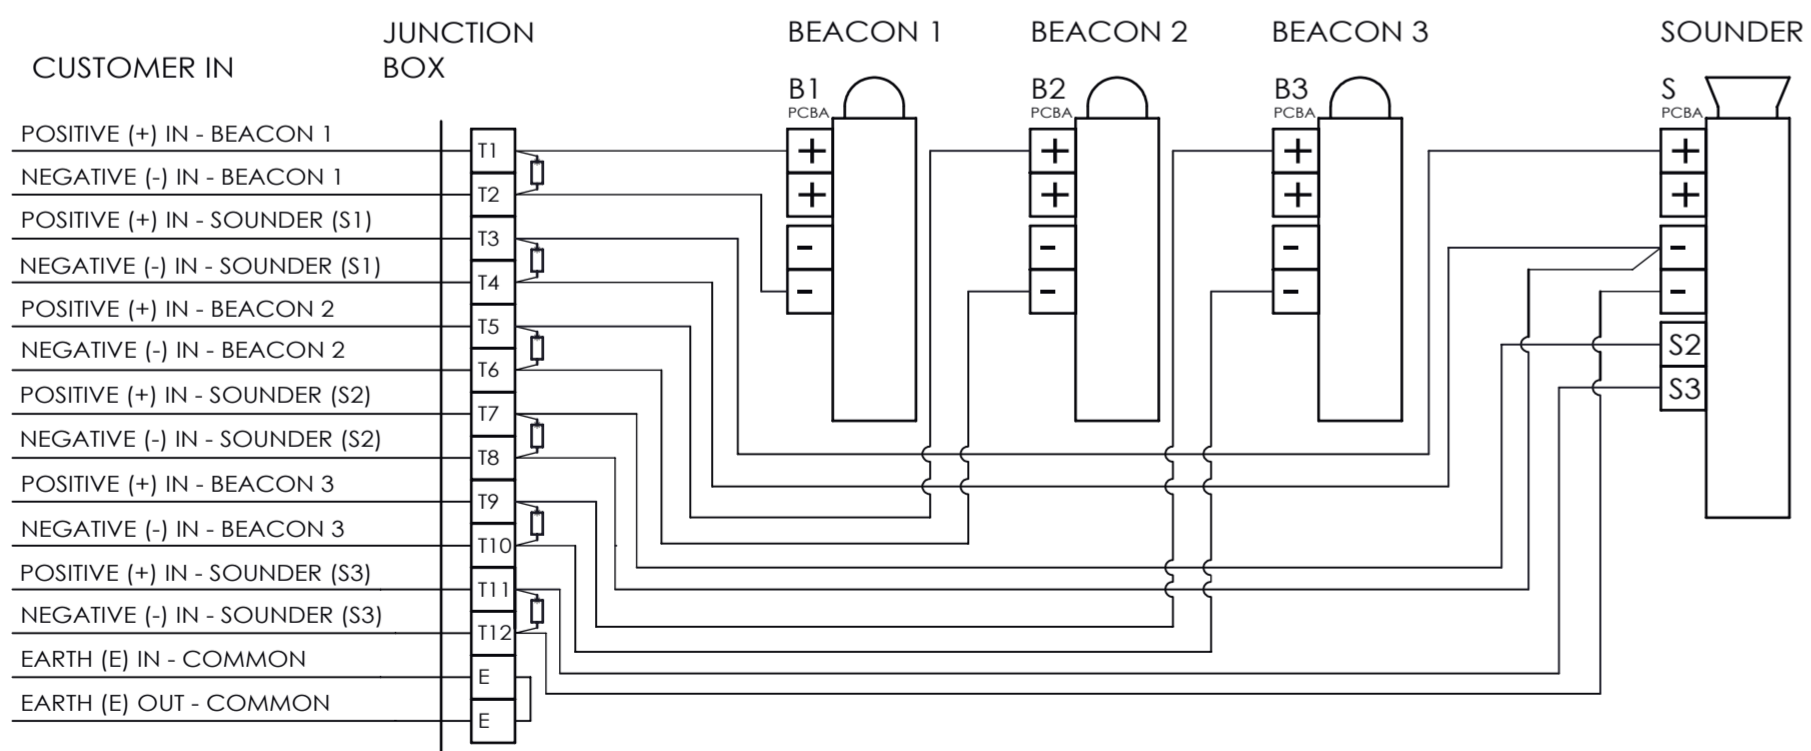 CUSTOMER IN
JUNCTION
BOX
BEACON 1
BEACON 2
BEACON 3
SOUNDER
B1
PCBA
B2
PCBA
B3
PCBA
S
PCBA
POSITIVE (+) IN - BEACON 1
NEGATIVE (-) IN - BEACON 1
POSITIVE (+) IN - SOUNDER (S1)
NEGATIVE (-) IN - SOUNDER (S1)
POSITIVE (+) IN - BEACON 2
NEGATIVE (-) IN - BEACON 2
POSITIVE (+) IN - SOUNDER (S2)
NEGATIVE (-) IN - SOUNDER (S2)
POSITIVE (+) IN - BEACON 3
NEGATIVE (-) IN - BEACON 3
POSITIVE (+) IN - SOUNDER (S3)
NEGATIVE (-) IN - SOUNDER (S3)
EARTH (E) IN - COMMON
EARTH (E) OUT - COMMON
T1
T2
T3
T4
T5
T6
T7
T8
T9
T10
T11
T12
E
E
+
+
-
-
+
+
-
-
+
+
-
-
+
+
-
-
S2
S3